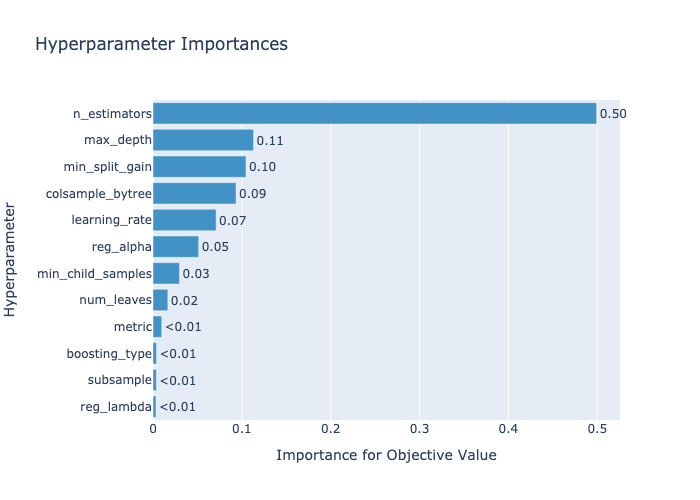 Hyperparameter Importances
Hyperparameter
n_estimators 0.50
max_depth 0.11
min_split_gain 0.10
colsample_bytree 0.09
learning_rate 0.07
reg_alpha 0.05
min_child_samples 0.03
num_leaves 0.02
metric <0.01
boosting_type <0.01
subsample <0.01
reg_lambda <0.01
0 0.1 0.2 0.3 0.4 0.5
Importance for Objective Value